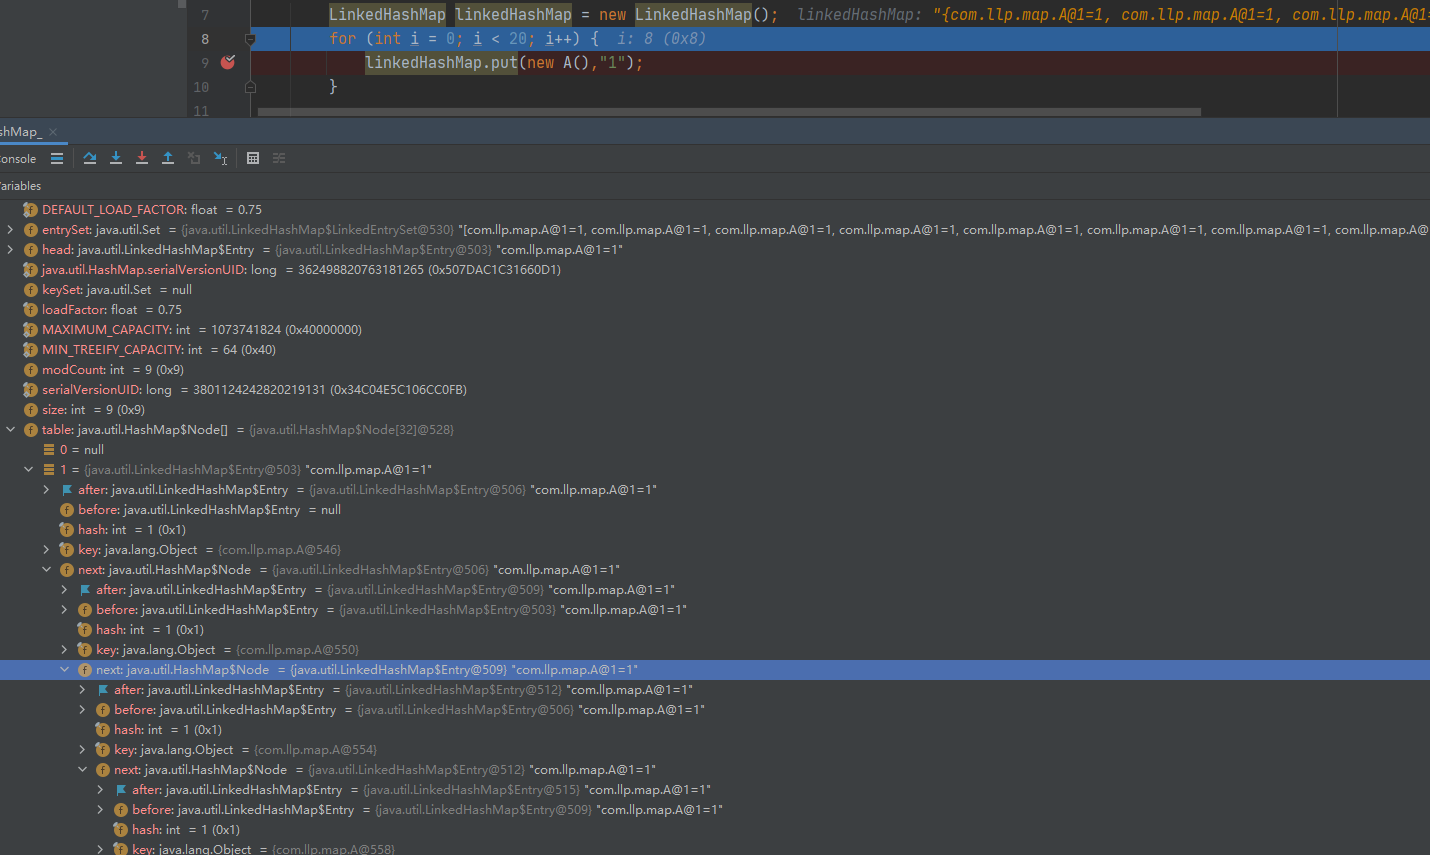 7 LinkedHashMap linkedHashMap = new LinkedHashMap(); linkedHashMap: "{com.llp.map.A@1=1, com.llp.map.A@1=1, com.llp.map.A@1=
8 for (int i = 0; i < 20; i++) { i: 8 (0x8)
9 linkedHashMap.put(new A(),"1");
10 }
11
shMap_ ×
onsole
ariables
DEFAULT_LOAD_FACTOR: float = 0.75
entrySet: java.util.Set = {java.util.LinkedHashMap$LinkedEntrySet@530} "[com.llp.map.A@1=1, com.llp.map.A@1=1, com.llp.map.A@1=1, com.llp.map.A@1=1, com.llp.map.A@1=1, com.llp.map.A@1=1, com.llp.map.A@1=1, com.llp.map.A@
head: java.util.LinkedHashMap$Entry = {java.util.LinkedHashMap$Entry@503} "com.llp.map.A@1=1"
java.util.HashMap.serialVersionUID: long = 362498820763181265 (0x507DAC1C31660D1)
keySet: java.util.Set = null
loadFactor: float = 0.75
MAXIMUM_CAPACITY: int = 1073741824 (0x40000000)
MIN_TREEIFY_CAPACITY: int = 64 (0x40)
modCount: int = 9 (0x9)
serialVersionUID: long = 3801124242820219131 (0x34C04E5C106CC0FB)
size: int = 9 (0x9)
table: java.util.HashMap$Node[] = {java.util.HashMap$Node[32]@528}
0 = null
1 = {java.util.LinkedHashMap$Entry@503} "com.llp.map.A@1=1"
after: java.util.LinkedHashMap$Entry = {java.util.LinkedHashMap$Entry@506} "com.llp.map.A@1=1"
before: java.util.LinkedHashMap$Entry = null
hash: int = 1 (0x1)
key: java.lang.Object = {com.llp.map.A@546}
next: java.util.HashMap$Node = {java.util.LinkedHashMap$Entry@506} "com.llp.map.A@1=1"
after: java.util.LinkedHashMap$Entry = {java.util.LinkedHashMap$Entry@509} "com.llp.map.A@1=1"
before: java.util.LinkedHashMap$Entry = {java.util.LinkedHashMap$Entry@503} "com.llp.map.A@1=1"
hash: int = 1 (0x1)
key: java.lang.Object = {com.llp.map.A@550}
next: java.util.HashMap$Node = {java.util.LinkedHashMap$Entry@509} "com.llp.map.A@1=1"
after: java.util.LinkedHashMap$Entry = {java.util.LinkedHashMap$Entry@512} "com.llp.map.A@1=1"
before: java.util.LinkedHashMap$Entry = {java.util.LinkedHashMap$Entry@506} "com.llp.map.A@1=1"
hash: int = 1 (0x1)
key: java.lang.Object = {com.llp.map.A@554}
next: java.util.HashMap$Node = {java.util.LinkedHashMap$Entry@512} "com.llp.map.A@1=1"
after: java.util.LinkedHashMap$Entry = {java.util.LinkedHashMap$Entry@515} "com.llp.map.A@1=1"
before: java.util.LinkedHashMap$Entry = {java.util.LinkedHashMap$Entry@509} "com.llp.map.A@1=1"
hash: int = 1 (0x1)
key: java.lang.Object = {com.llp.map.A@558}